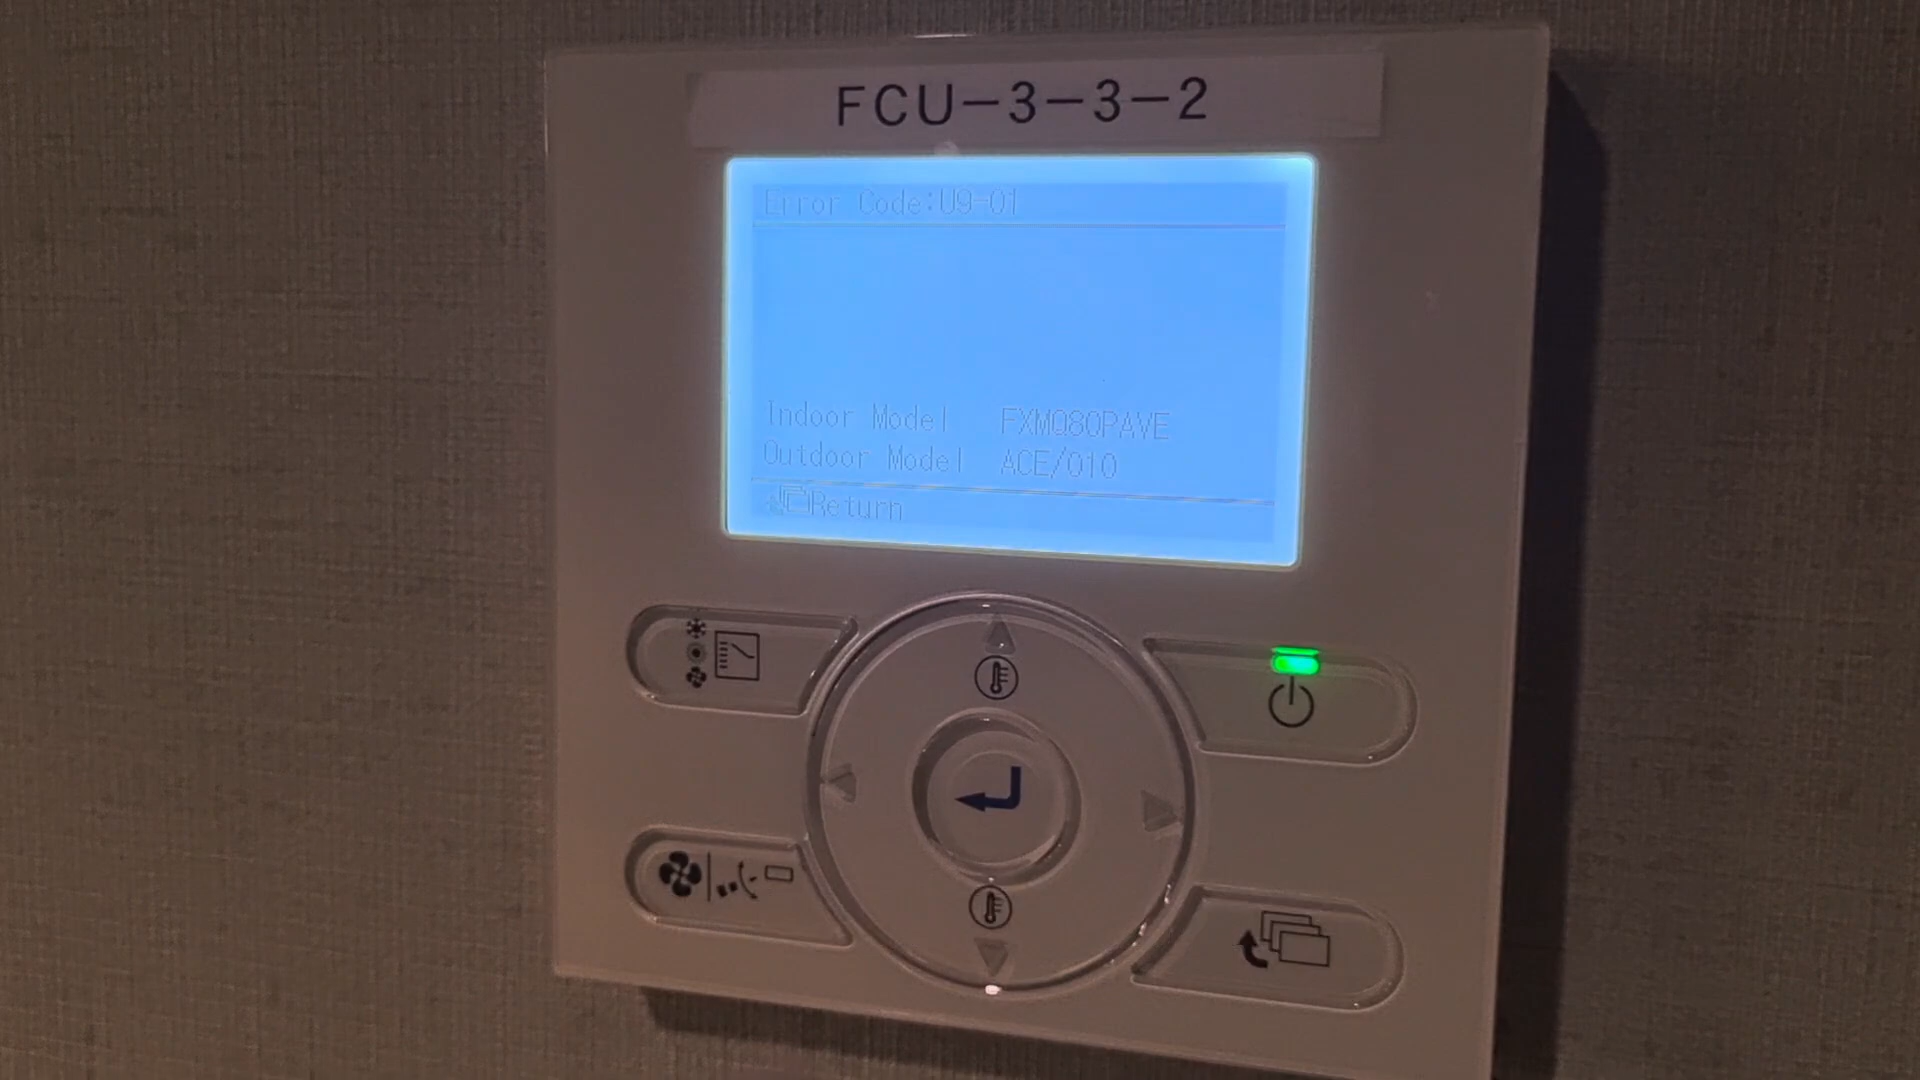 FCU-3-3-2
Error Code:U9-01
Indoor Model FXMQ80PAVE
Outdoor Model ACE/010
Return